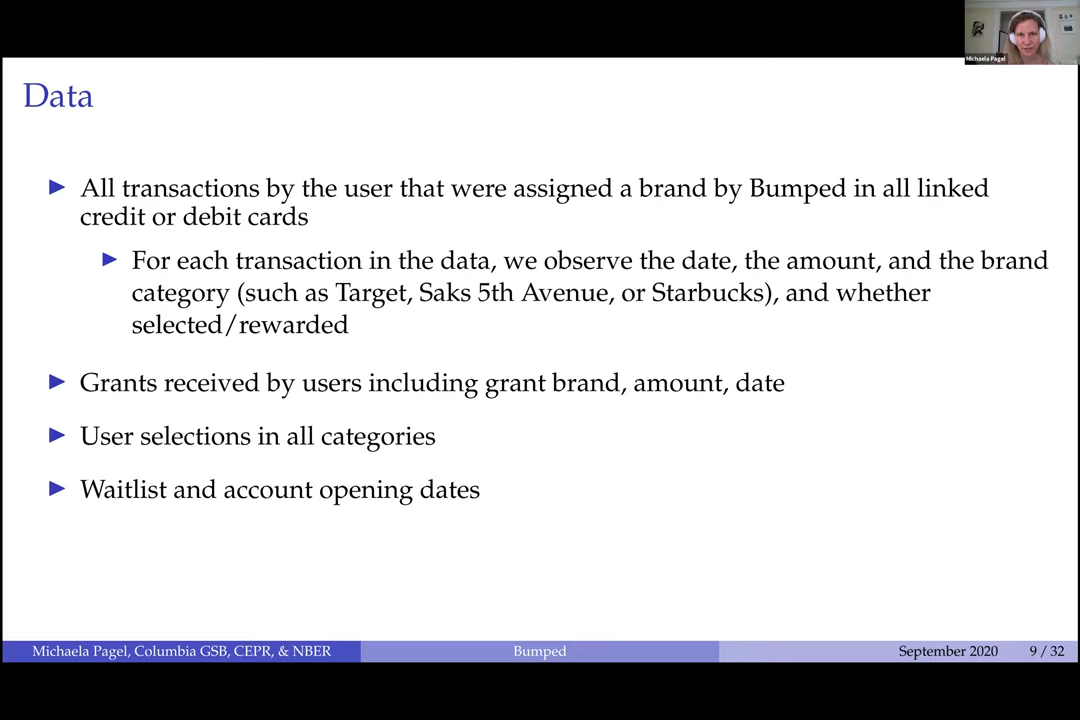 Michaela Pagel
Data
All transactions by the user that were assigned a brand by Bumped in all linked
credit or debit cards
For each transaction in the data, we observe the date, the amount, and the brand
category (such as Target, Saks 5th Avenue, or Starbucks), and whether
selected/rewarded
Grants received by users including grant brand, amount, date
User selections in all categories
Waitlist and account opening dates
Michaela Pagel, Columbia GSB, CEPR, & NBER Bumped September 2020 9 / 32